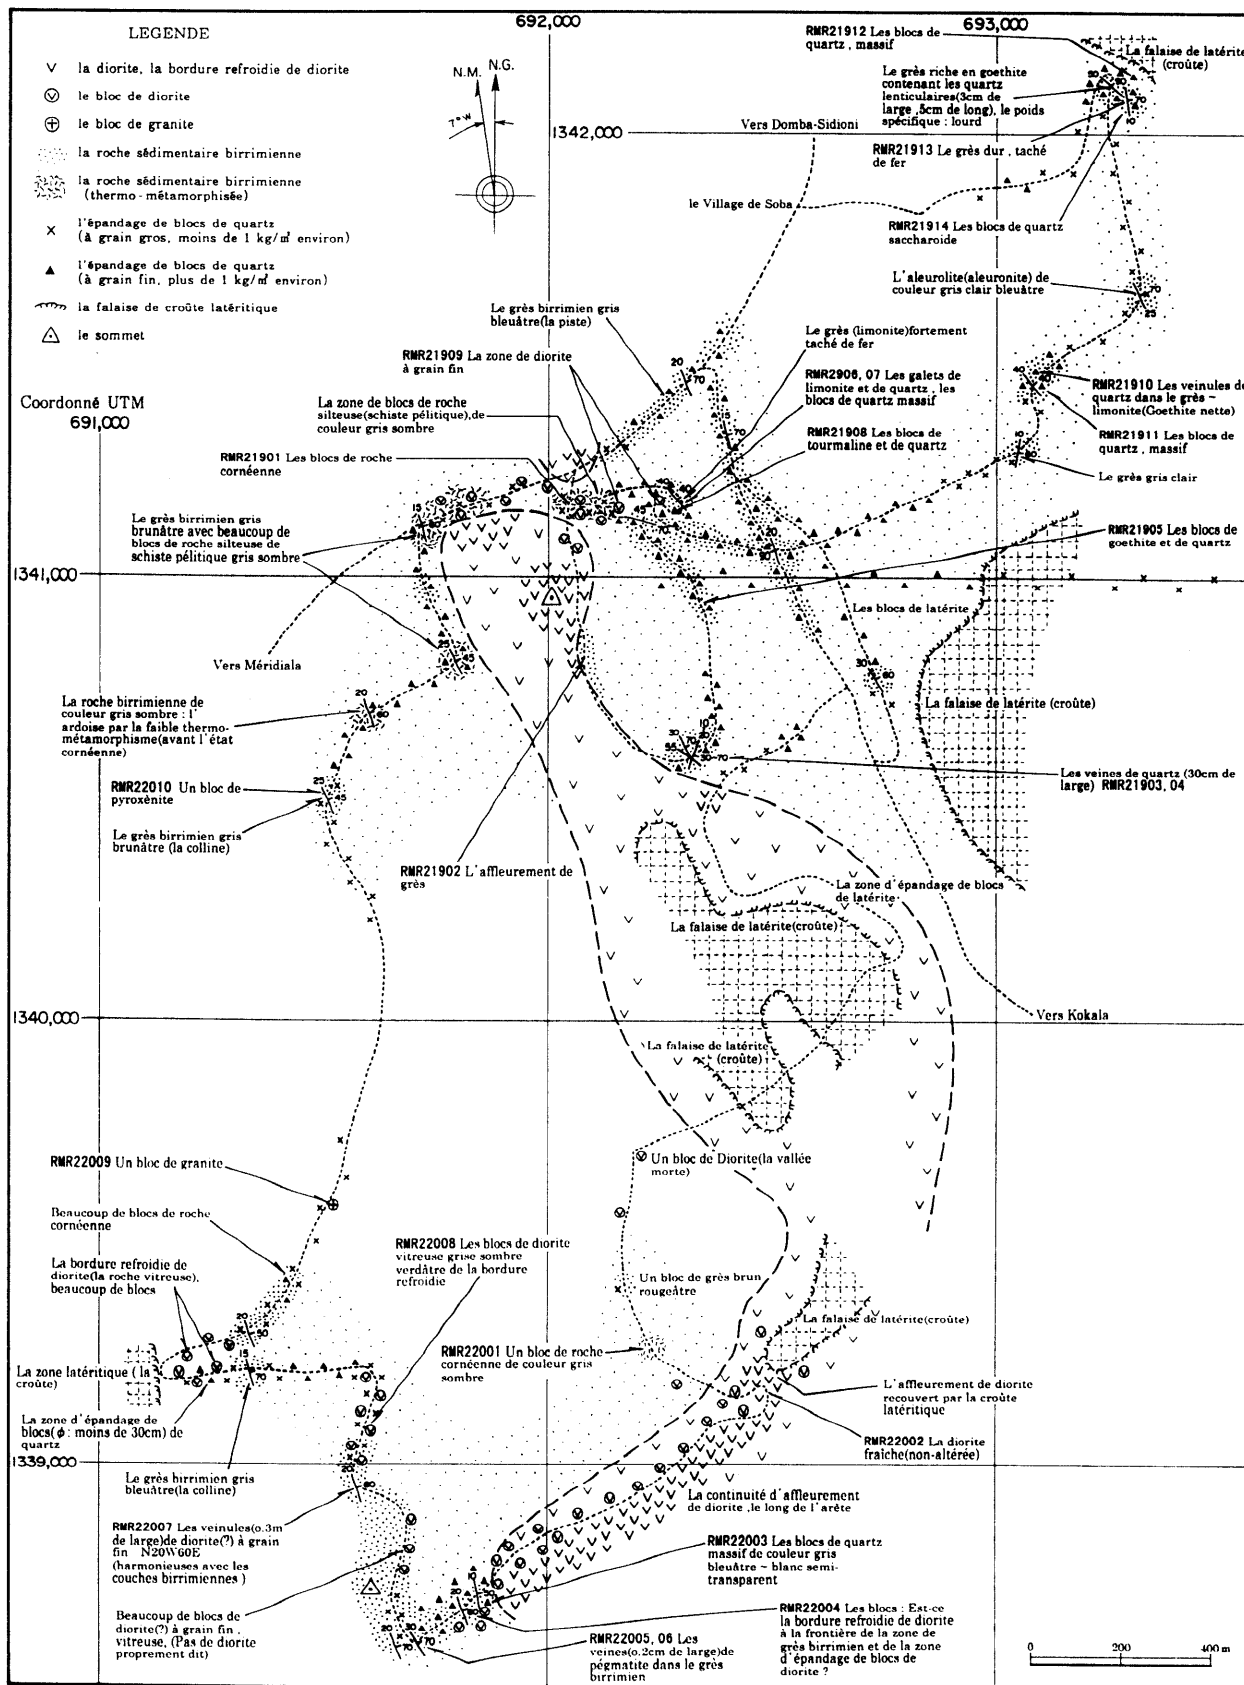 LEGENDE
la diorite, la bordure refroidie de diorite
le bloc de diorite
le bloc de granite
la roche sédimentaire birrimienne
la roche sédimentaire birrimienne
(thermo-métamorphisée)
l'épandage de blocs de quartz
(à grain gros, moins de 1 kg/㎡ environ)
l'épandage de blocs de quartz
(à grain fin, plus de 1 kg/㎡ environ)
la falaise de croûte latéritique
le sommet
N.M.
N.G.
7°W
692,000
693,000
1342,000
Coordonné UTM
691,000
1341,000
1340,000
1339,000
RMR21912 Les blocs de
quartz, massif
La falaise de latérite
(croûte)
Le grès riche en goethite
contenant les quartz
lenticulaires(3cm de
large ,5cm de long), le poids
spécifique : lourd
Vers Domba-Sidioni
RMR21913 Le grès dur, taché
de fer
le Village de Soba
RMR21914 Les blocs de quartz
saccharoide
L'aleurolite(aleuronite) de
couleur gris clair bleuâtre
Le grès birrimien gris
bleuâtre(la piste)
Le grès (limonite)fortement
taché de fer
RMR21909 La zone de diorite
à grain fin
RMR2906, 07 Les galets de
limonite et de quartz, les
blocs de quartz massif
RMR21910 Les veinules de
quartz dans le grès -
limonite(Goethite nette)
La zone de blocs de roche
silteuse(schiste pélitique),de
couleur gris sombre
RMR21908 Les blocs de
tourmaline et de quartz
RMR21911 Les blocs de
quartz, massif
RMR21901 Les blocs de roche
cornéenne
Le grès gris clair
Le grès birrimien gris
brunâtre avec beaucoup de
blocs de roche silteuse de
schiste pélitique gris sombre
RMR21905 Les blocs de
goethite et de quartz
Les blocs de latérite
Vers Méridiala
La roche birrimienne de
couleur gris sombre : l'
ardoise par la faible thermo-
métamorphisme(avant l'état
cornéenne)
La falaise de latérite (croûte)
RMR22010 Un bloc de
pyroxènite
Les veines de quartz (30cm de
large) RMR21903, 04
Le grès birrimien gris
brunâtre (la colline)
RMR21902 L'affleurement de
grès
La zone d'épandage de blocs
de latérite
La falaise de latérite(croûte)
Vers Kokala
La falaise de latérite
(croûte)
RMR22009 Un bloc de granite
Un bloc de Diorite(la vallée
morte)
Beaucoup de blocs de roche
cornéenne
RMR22008 Les blocs de diorite
vitreuse grise sombre
verdâtre de la bordure
refroidie
La bordure refroidie de
diorite(la roche vitreuse),
beaucoup de blocs
Un bloc de grès brun
rougeâtre
La falaise de latérite(croûte)
RMR22001 Un bloc de roche
cornéenne de couleur gris
sombre
La zone latéritique (la
croûte)
L'affleurement de diorite
recouvert par la croûte
latéritique
La zone d'épandage de
blocs(φ: moins de 30cm) de
quartz
RMR22002 La diorite
fraîche(non-altérée)
Le grès birrimien gris
bleuâtre(la colline)
La continuité d'affleurement
de diorite ,le long de l'arête
RMR22007 Les veinules(0.3m
de large)de diorite(?) à grain
fin N20W60E
(harmonieuses avec les
couches birrimiennes )
RMR22003 Les blocs de quartz
massif de couleur gris
bleuâtre - blanc semi-
transparent
Beaucoup de blocs de
diorite(?) à grain fin ,
vitreuse, (Pas de diorite
proprement dit)
RMR22004 Les blocs : Est-ce
la bordure refroidie de diorite
à la frontière de la zone de
grès birrimien et de la zone
d'épandage de blocs de
diorite ?
RMR22005, 06 Les
veines(0.2cm de large)de
pégmatite dans le grès
birrimien
0 200 400 m